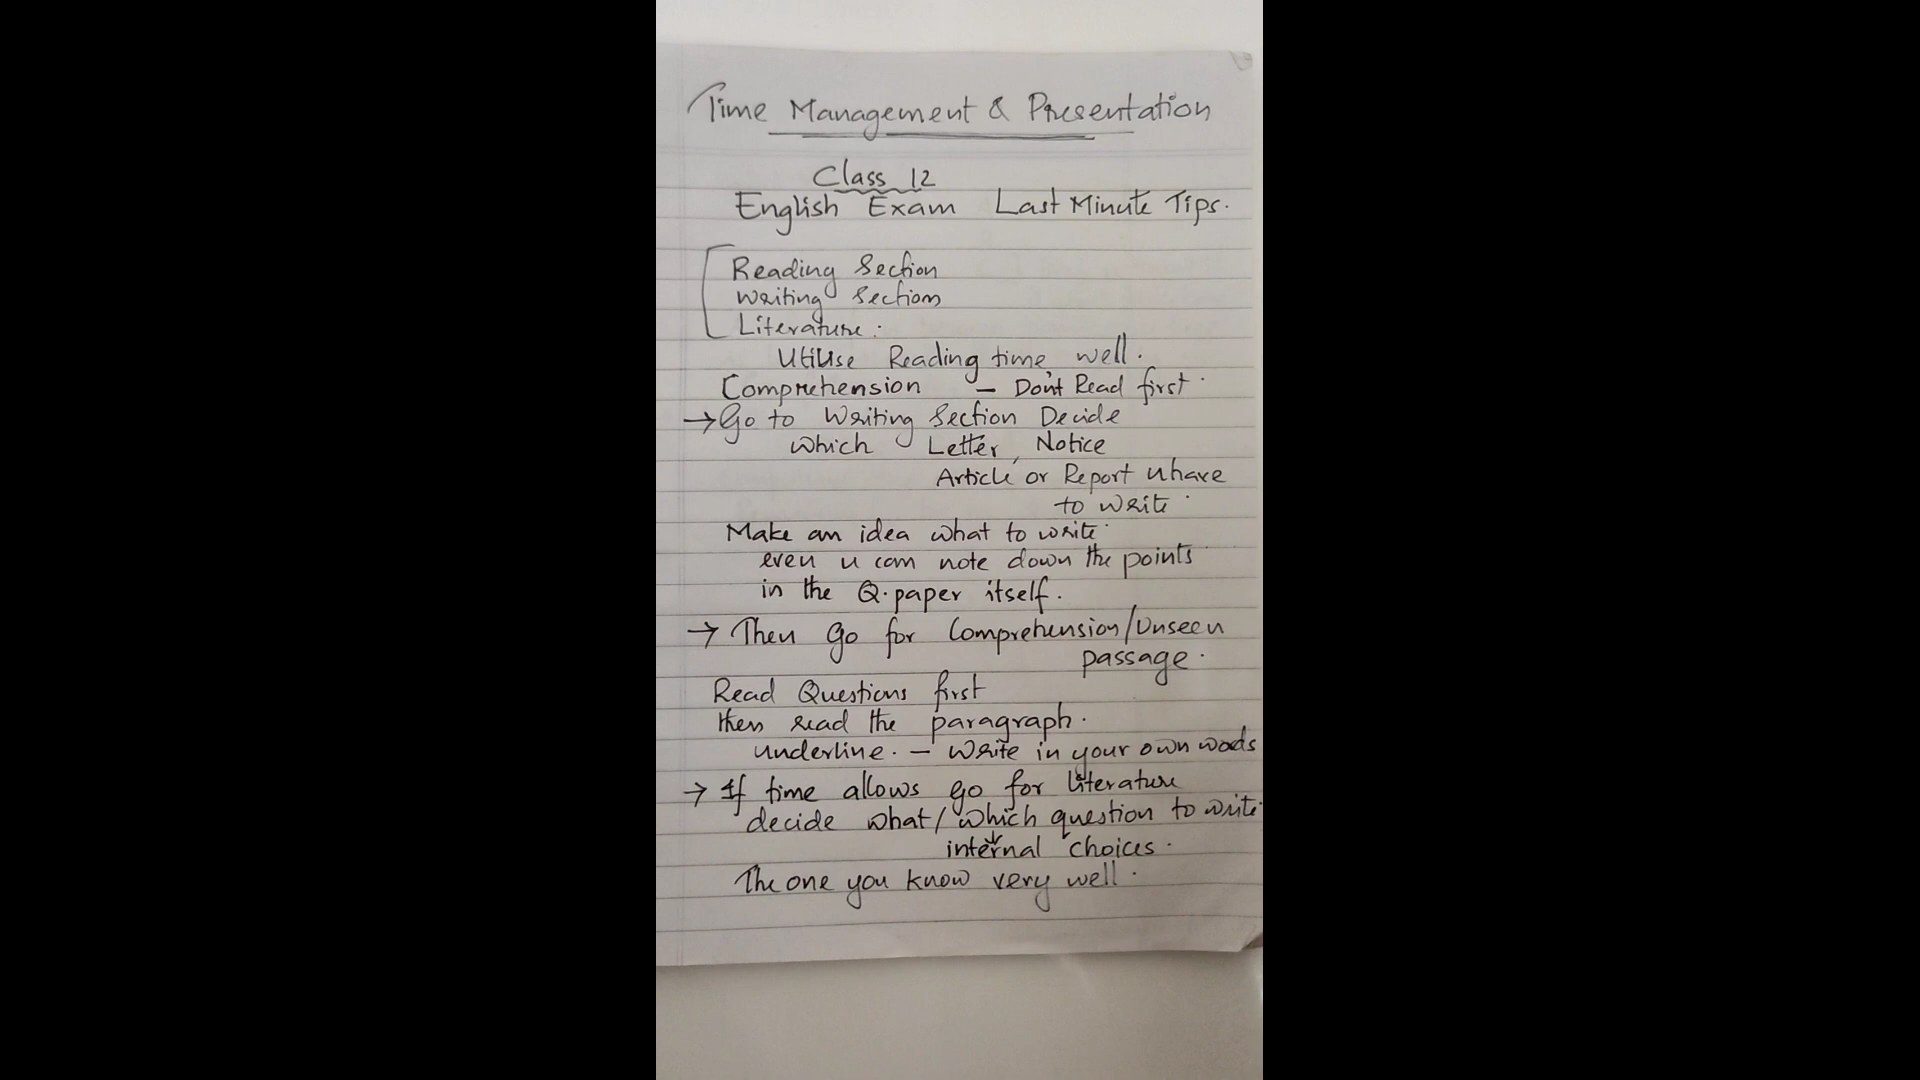 Time Management & Presentation
Class 12
English Exam Last Minute Tips.
Reading Section
Writing Section
Literature.
Utilise Reading time well.
Comprehension - Don't Read first.
→ Go to Writing Section Decide
which Letter, Notice
Article or Report u have
to write.
Make an idea what to write.
even u can note down the points
in the Q.paper itself.
→ Then go for Comprehension/Unseen
passage.
Read Questions first
then read the paragraph.
underline. - Write in your own words
→ If time allows go for literature
decide what/which question to write.
internal choices.
The one you know very well.